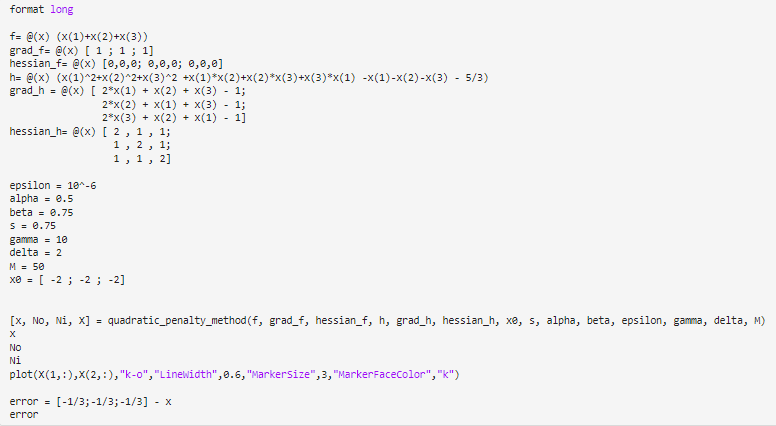 format long
f= @(x) (x(1)+x(2)+x(3))
grad_f= @(x) [ 1 ; 1 ; 1]
hessian_f= @(x) [0,0,0; 0,0,0; 0,0,0]
h= @(x) (x(1)^2+x(2)^2+x(3)^2 +x(1)*x(2)+x(2)*x(3)+x(3)*x(1) -x(1)-x(2)-x(3) - 5/3)
grad_h = @(x) [ 2*x(1) + x(2) + x(3) - 1;
2*x(2) + x(1) + x(3) - 1;
2*x(3) + x(2) + x(1) - 1]
hessian_h= @(x) [ 2 , 1 , 1;
1 , 2 , 1;
1 , 1 , 2]
epsilon = 10^-6
alpha = 0.5
beta = 0.75
s = 0.75
gamma = 10
delta = 2
M = 50
x0 = [ -2 ; -2 ; -2]
[x, No, Ni, X] = quadratic_penalty_method(f, grad_f, hessian_f, h, grad_h, hessian_h, x0, s, alpha, beta, epsilon, gamma, delta, M)
x
No
Ni
plot(X(1,:),X(2,:),"k-o","LineWidth",0.6,"MarkerSize",3,"MarkerFaceColor","k")
error = [-1/3;-1/3;-1/3] - x
error